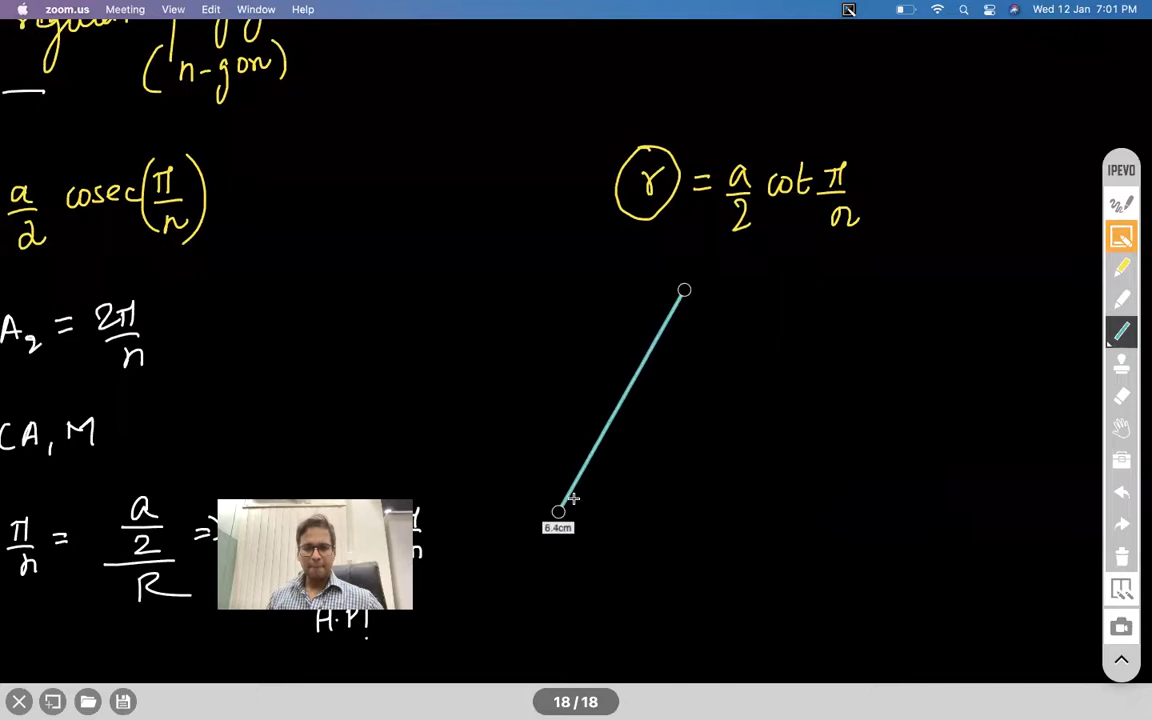 zoom.us Meeting View Edit Window Help Wed 12 Jan 7:01 PM
(n-gon)
IPEVO
a/2 cosec(π/n)
r = a/2 cot π/n
A₂ = 2π/n
CA, M
π/n = a/2 / R =>
6.4cm
H.P!
18 / 18